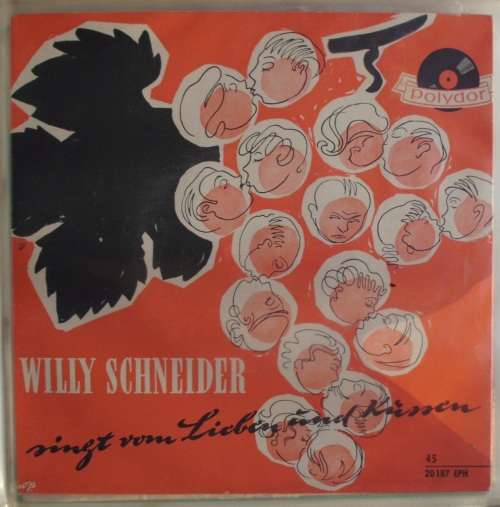 polydor
WILLY SCHNEIDER
singt vom Lieben und Küssen
45
20 187 EPH